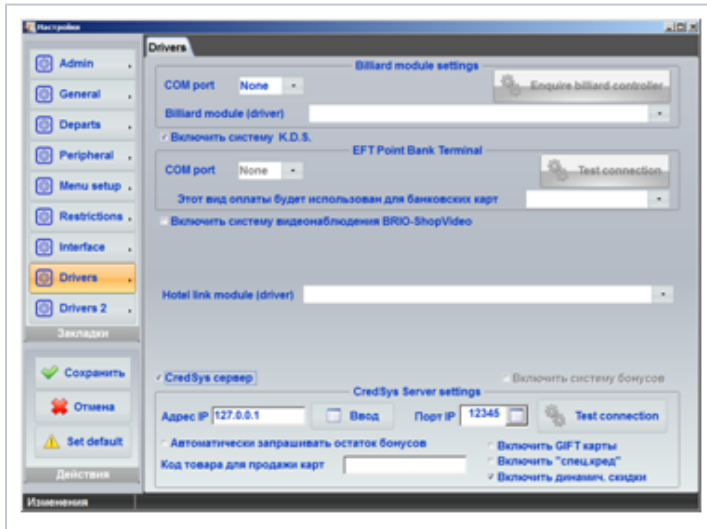 Настройки
Drivers
Admin
General
Departs
Peripheral
Menu setup
Restrictions
Interface
Drivers
Drivers 2
Закладки
Сохранить
Отмена
Set default
Действия
Billiard module settings
COM port None Enquire billiard controller
Billiard module (driver)
Включить систему K.D.S.
EFT Point Bank Terminal
COM port None Test connection
Этот вид оплаты будет использован для банковских карт
Включить систему видеонаблюдения BRIO-ShopVideo
Hotel link module (driver)
CredSys сервер Включить систему бонусов
CredSys Server settings
Адрес IP 127.0.0.1 Ввод Порт IP 12345 Test connection
Автоматически запрашивать остаток бонусов
Включить GIFT карты
Код товара для продажи карт
Включить "спец.кред"
Включить динамич. скидки
Изменения